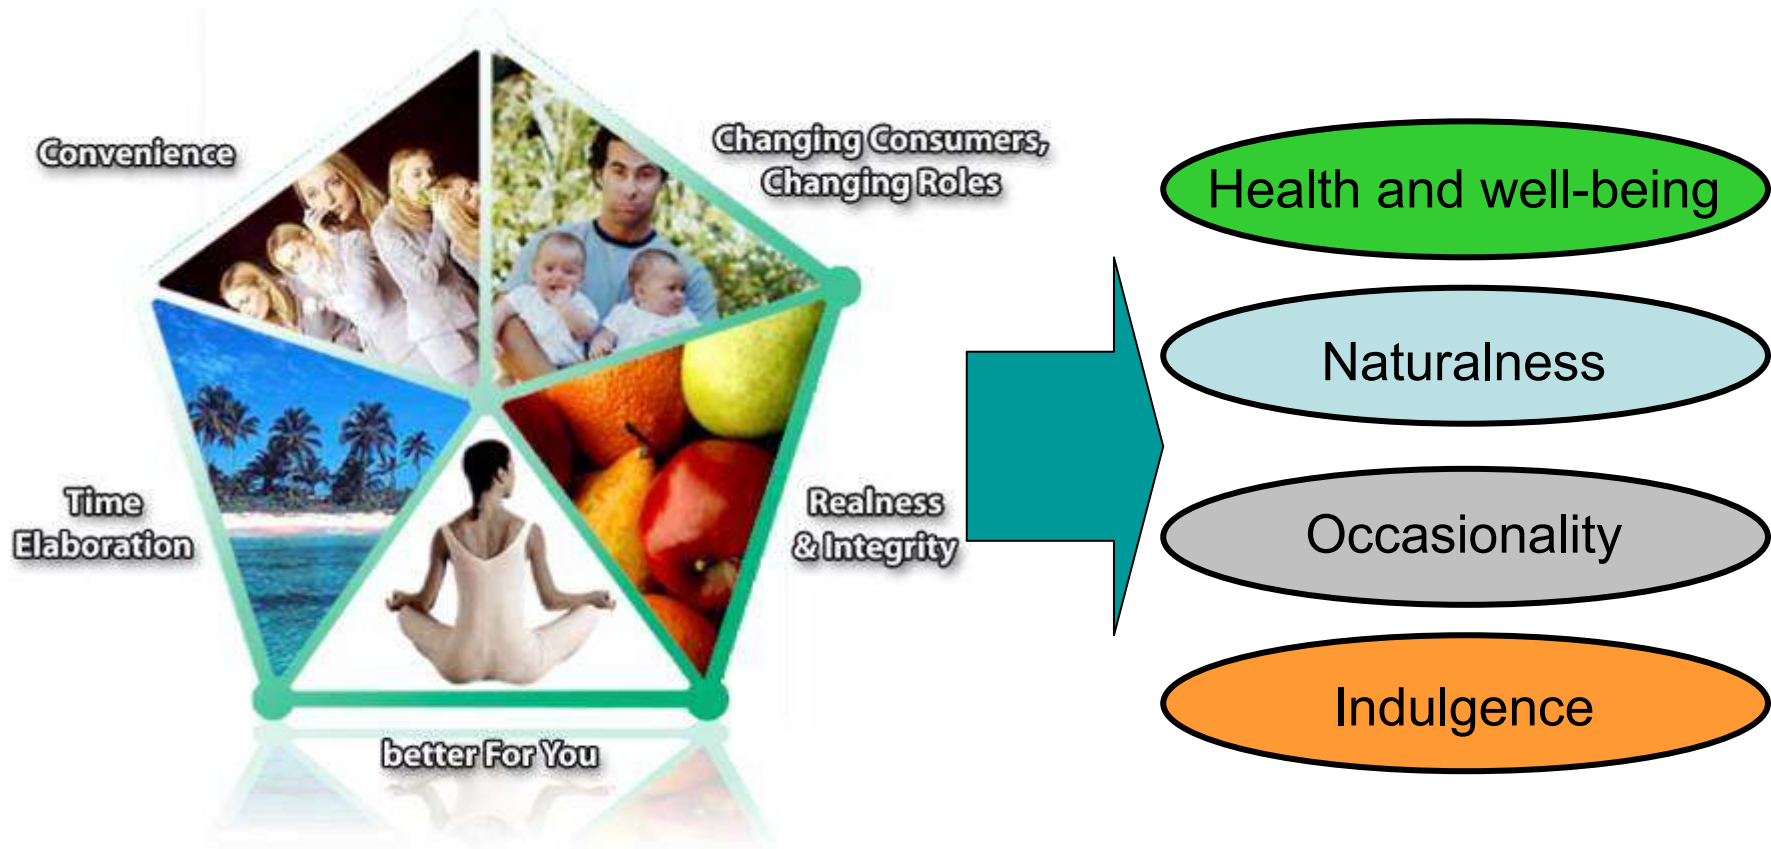 Convenience
Changing Consumers,
Changing Roles
Time
Elaboration
Realness
& Integrity
better For You
Health and well-being
Naturalness
Occasionality
Indulgence